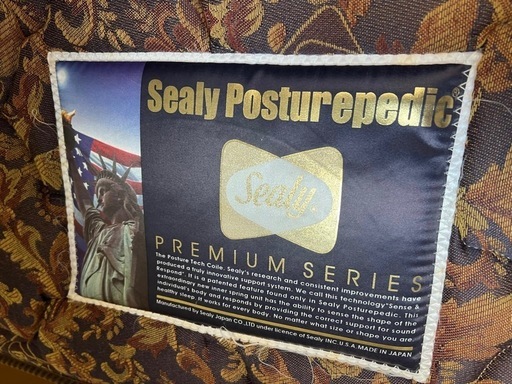 Sealy Posturepedic®
Sealy
PREMIUM SERIES
The Posture Tech Coile. Sealy's research and consistent improvements have
produced a truly innovative support system. We call this technology "Sense &
Respond". It is a patented feature found only in Sealy Posturepedic. This
extraordinary new inner spring unit has the ability to sense the shape of the
individual's body and responds by providing the correct support for sound
healthy sleep. It works for every body. No matter what size or shape you are
Manufactured by Sealy Japan CO.,LTD under licence of Sealy INC. U.S.A. MADE IN JAPAN